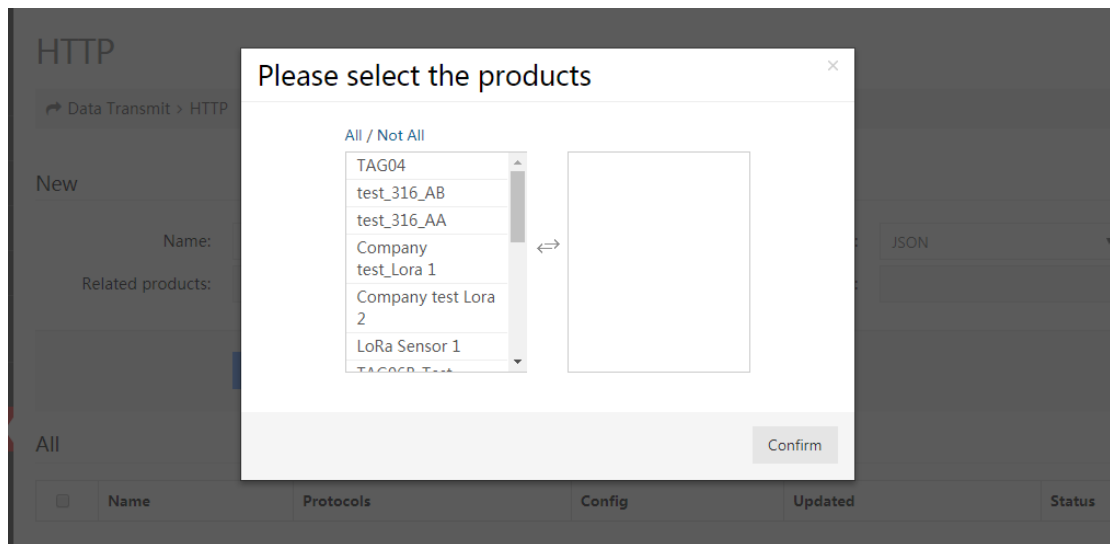 HTTP
Please select the products
×
Data Transmit > HTTP
All / Not All
TAG04
New
test_316_AB
test_316_AA
Name:
Company
test_Lora 1
:
JSON
Related products:
:
Company test Lora
2
LoRa Sensor 1
All
Confirm
Name
Protocols
Config
Updated
Status